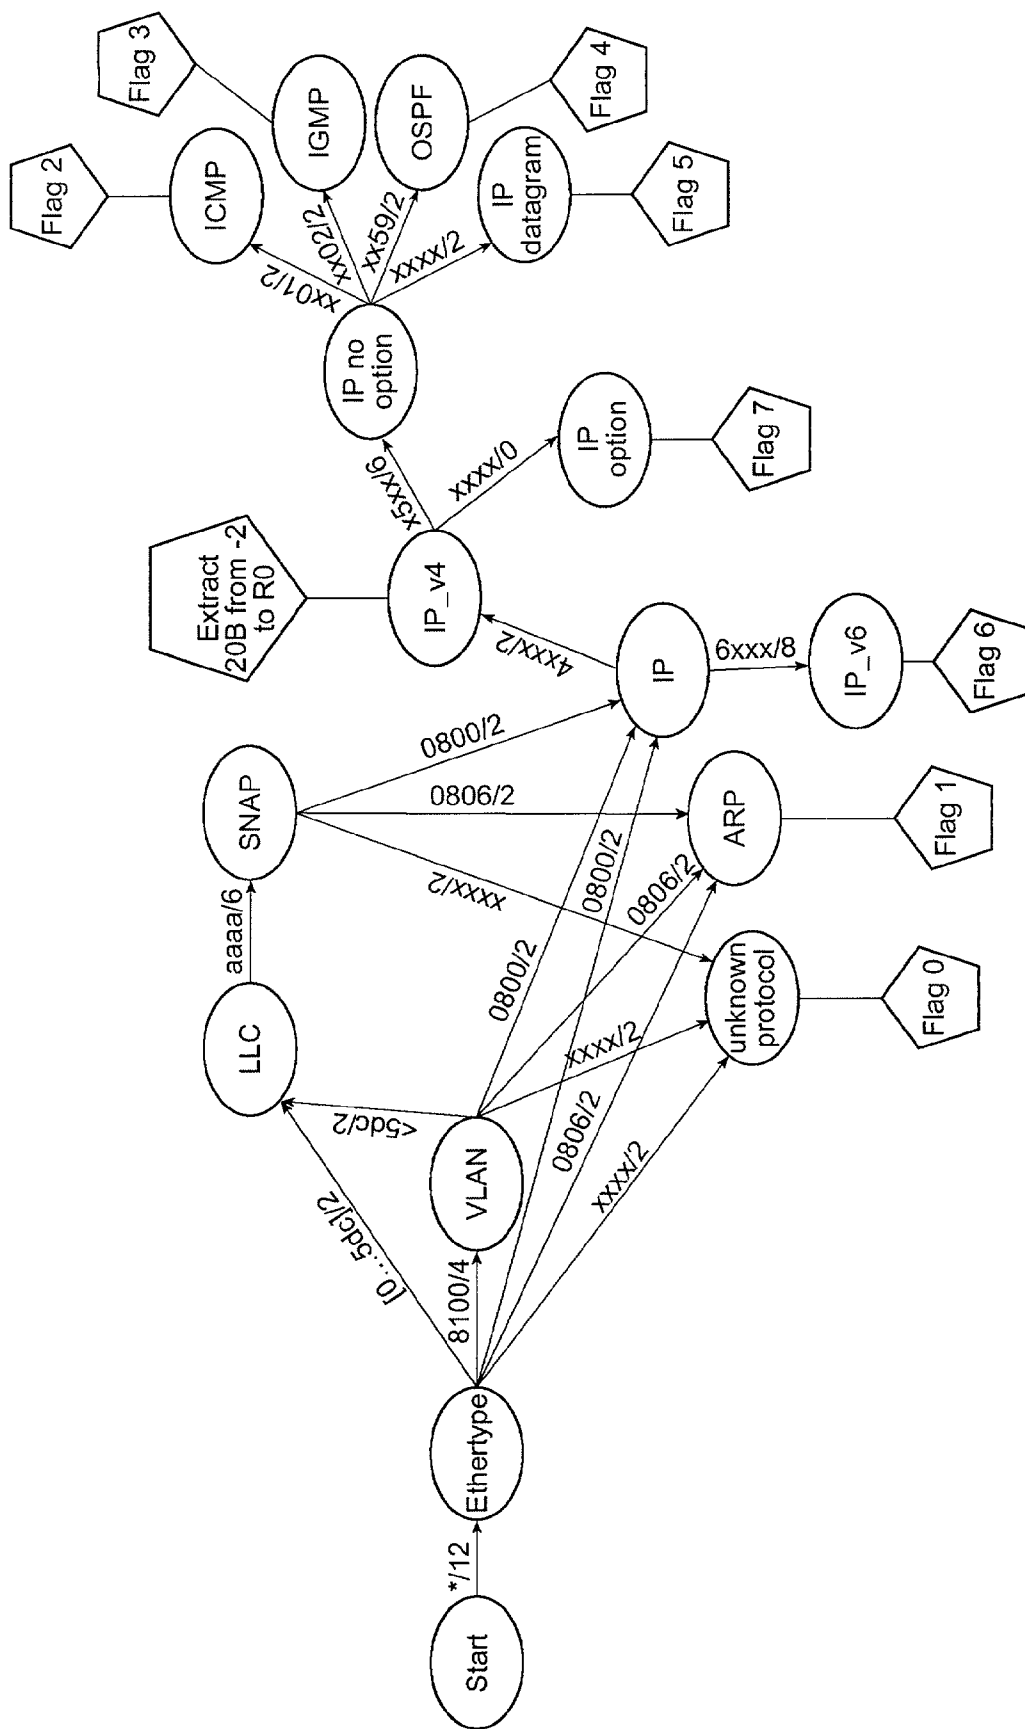 Start
*/12
Ethertype
[0...5dc]/2
8100/4
0800/2
0806/2
xxxx/2
VLAN
<5dc/2
0800/2
0806/2
xxxx/2
LLC
aaaa/6
SNAP
0800/2
0806/2
xxxx/2
unknown
protocol
Flag 0
ARP
Flag 1
IP
4xxx/2
6xxx/8
IP_v6
Flag 6
IP_v4
Extract
20B from -2
to R0
x5xx/6
xxxx/0
IP
option
Flag 7
IP no
option
xx01/2
xx02/2
xx59/2
xxxx/2
ICMP
Flag 2
IGMP
Flag 3
OSPF
Flag 4
IP
datagram
Flag 5